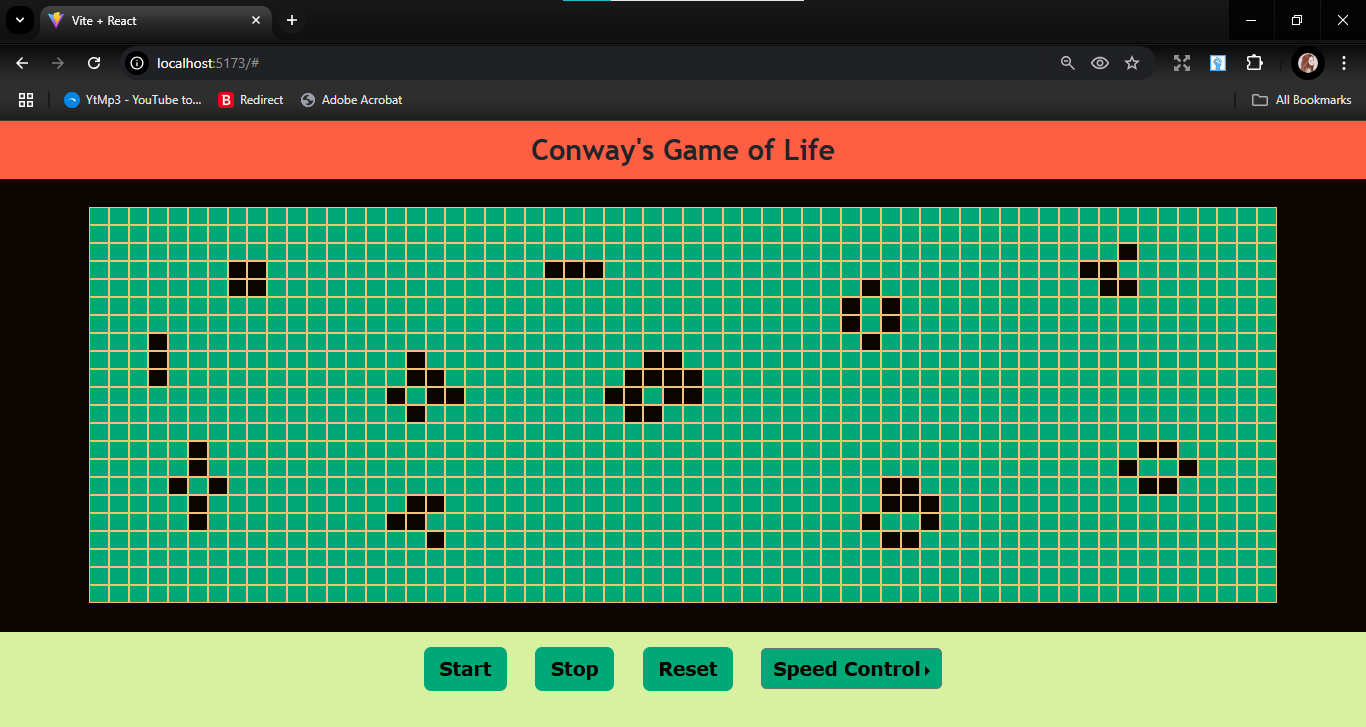 Vite + React
localhost:5173/#
YtMp3 - YouTube to...
Redirect
Adobe Acrobat
All Bookmarks
Conway's Game of Life
Start
Stop
Reset
Speed Control